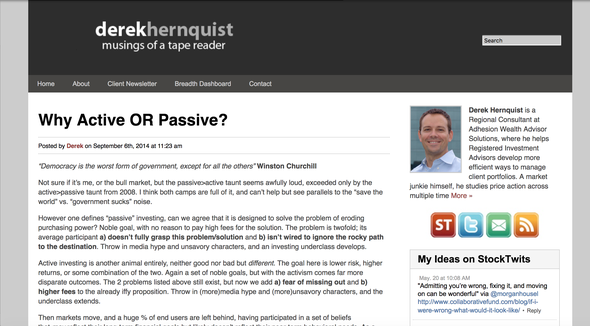 derekhernquist
musings of a tape reader
Search
Home About Client Newsletter Breadth Dashboard Contact
Why Active OR Passive?
Posted by Derek on September 6th, 2014 at 11:23 am
"Democracy is the worst form of government, except for all the others" Winston Churchill
Not sure if it's me, or the bull market, but the passive>active taunt seems awfully loud, exceeded only by the
active>passive taunt from 2008. I think both camps are full of it, and can't help but see parallels to the "save the
world" vs. "government sucks" noise.
However one defines "passive" investing, can we agree that it is designed to solve the problem of eroding
purchasing power? Noble goal, with no reason to pay high fees for the solution. The problem is twofold; its
average participant a) doesn't fully grasp this problem/solution and b) isn't wired to ignore the rocky path
to the destination. Throw in media hype and unsavory characters, and an investing underclass develops.
Active investing is another animal entirely, neither good nor bad but different. The goal here is lower risk, higher
returns, or some combination of the two. Again a set of noble goals, but with the activism comes far more
disparate outcomes. The 2 problems listed above still exist, but now we add a) fear of missing out and b)
higher fees to the already iffy proposition. Throw in (more)media hype and (more)unsavory characters, and the
underclass extends.
Then markets move, and a huge % of end users are left behind, having participated in a set of beliefs
Derek Hernquist is a
Regional Consultant at
Adhesion Wealth Advisor
Solutions, where he helps
Registered Investment
Advisors develop more
efficient ways to manage
client portfolios. A market
junkie himself, he studies price action across
multiple time More »
ST
My Ideas on StockTwits
May. 20 at 10:08 AM
"Admitting you're wrong, fixing it, and moving
on can be wonderful" via @morganhousel
http://www.collaborativefund.com/blog/if-i-
were-wrong-what-would-it-look-like/ • Reply